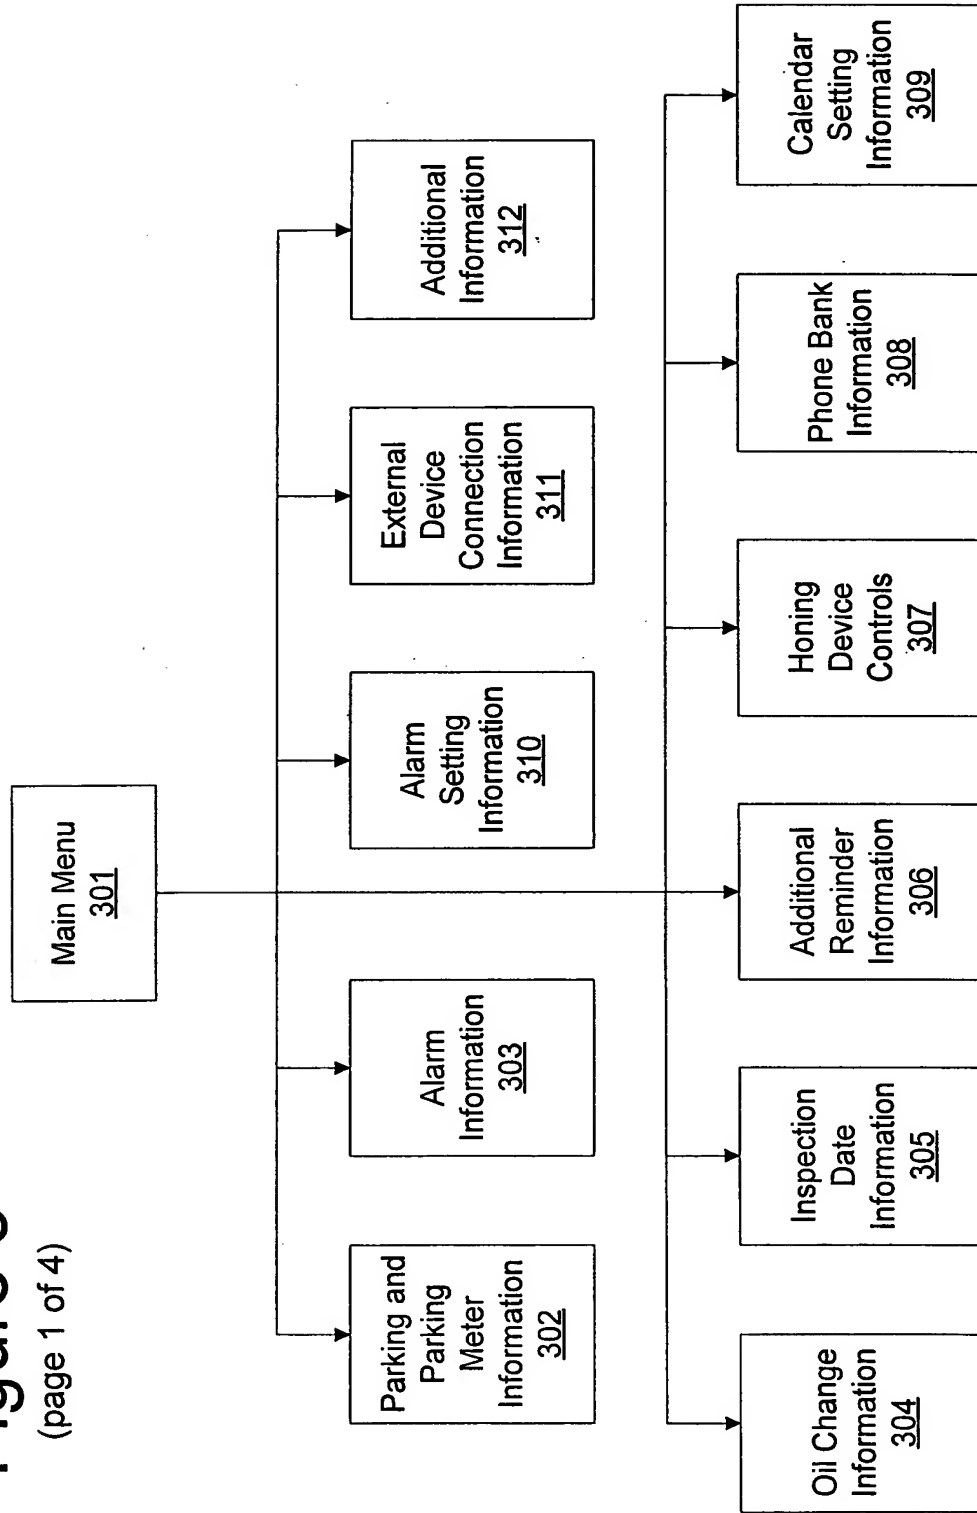 Figure 3
(page 1 of 4)
Main Menu
301
Parking and
Parking
Meter
Information
302
Alarm
Information
303
Alarm
Setting
Information
310
External
Device
Connection
Information
311
Additional
Information
312
Oil Change
Information
304
Inspection
Date
Information
305
Additional
Reminder
Information
306
Honing
Device
Controls
307
Phone Bank
Information
308
Calendar
Setting
Information
309